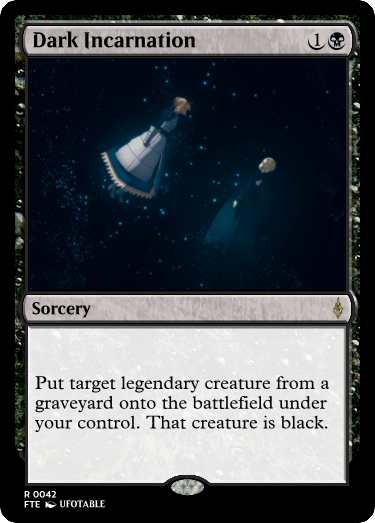 Dark Incarnation 1
Sorcery
Put target legendary creature from a
graveyard onto the battlefield under
your control. That creature is black.
R 0042
FTE UFOTABLE